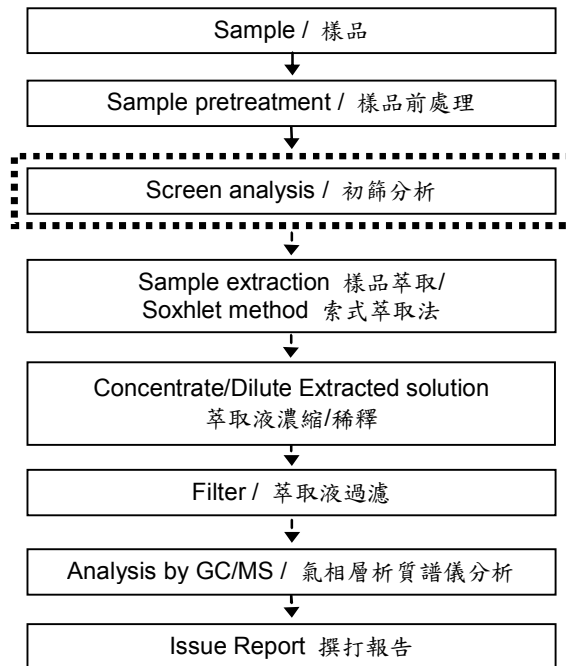 Sample / 樣品
Sample pretreatment / 樣品前處理
Screen analysis / 初篩分析
Sample extraction 樣品萃取/
Soxhlet method 索式萃取法
Concentrate/Dilute Extracted solution
萃取液濃縮/稀釋
Filter / 萃取液過濾
Analysis by GC/MS / 氣相層析質譜儀分析
Issue Report 撰打報告